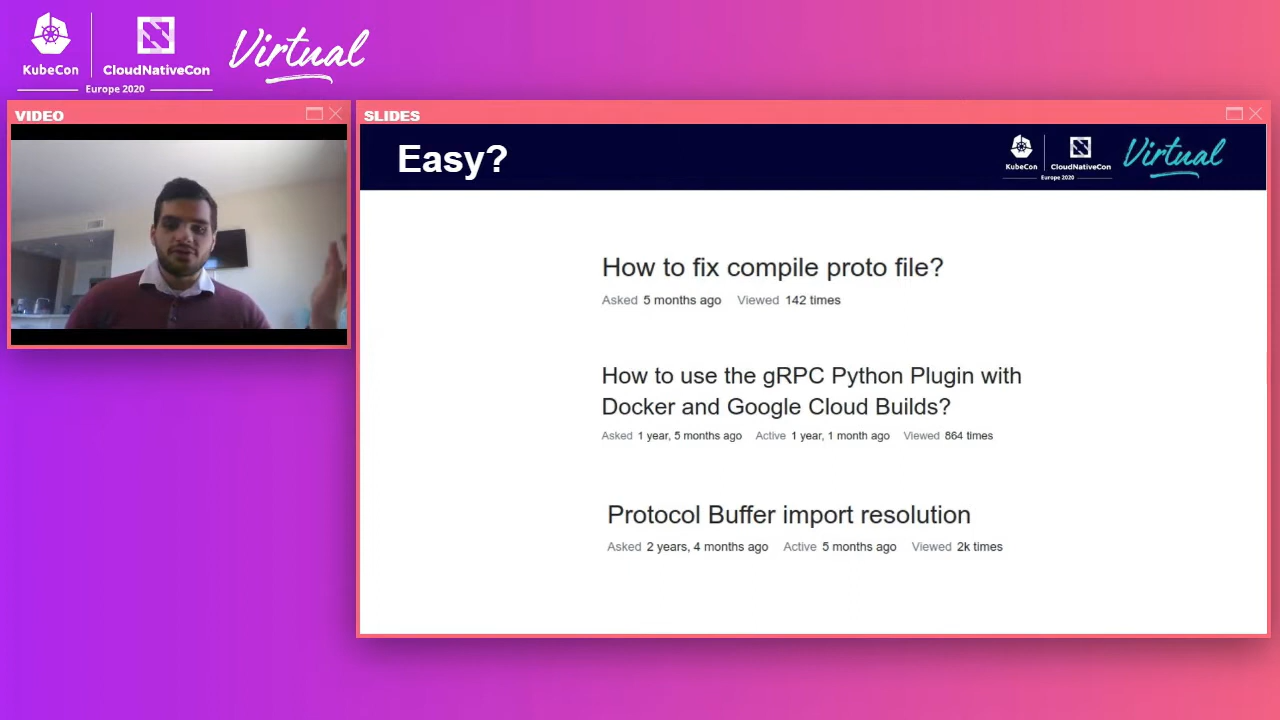 KubeCon
CloudNativeCon
Europe 2020
Virtual
VIDEO
SLIDES
Easy?
KubeCon
CloudNativeCon
Europe 2020
Virtual
How to fix compile proto file?
Asked 5 months ago Viewed 142 times
How to use the gRPC Python Plugin with
Docker and Google Cloud Builds?
Asked 1 year, 5 months ago Active 1 year, 1 month ago Viewed 864 times
Protocol Buffer import resolution
Asked 2 years, 4 months ago Active 5 months ago Viewed 2k times